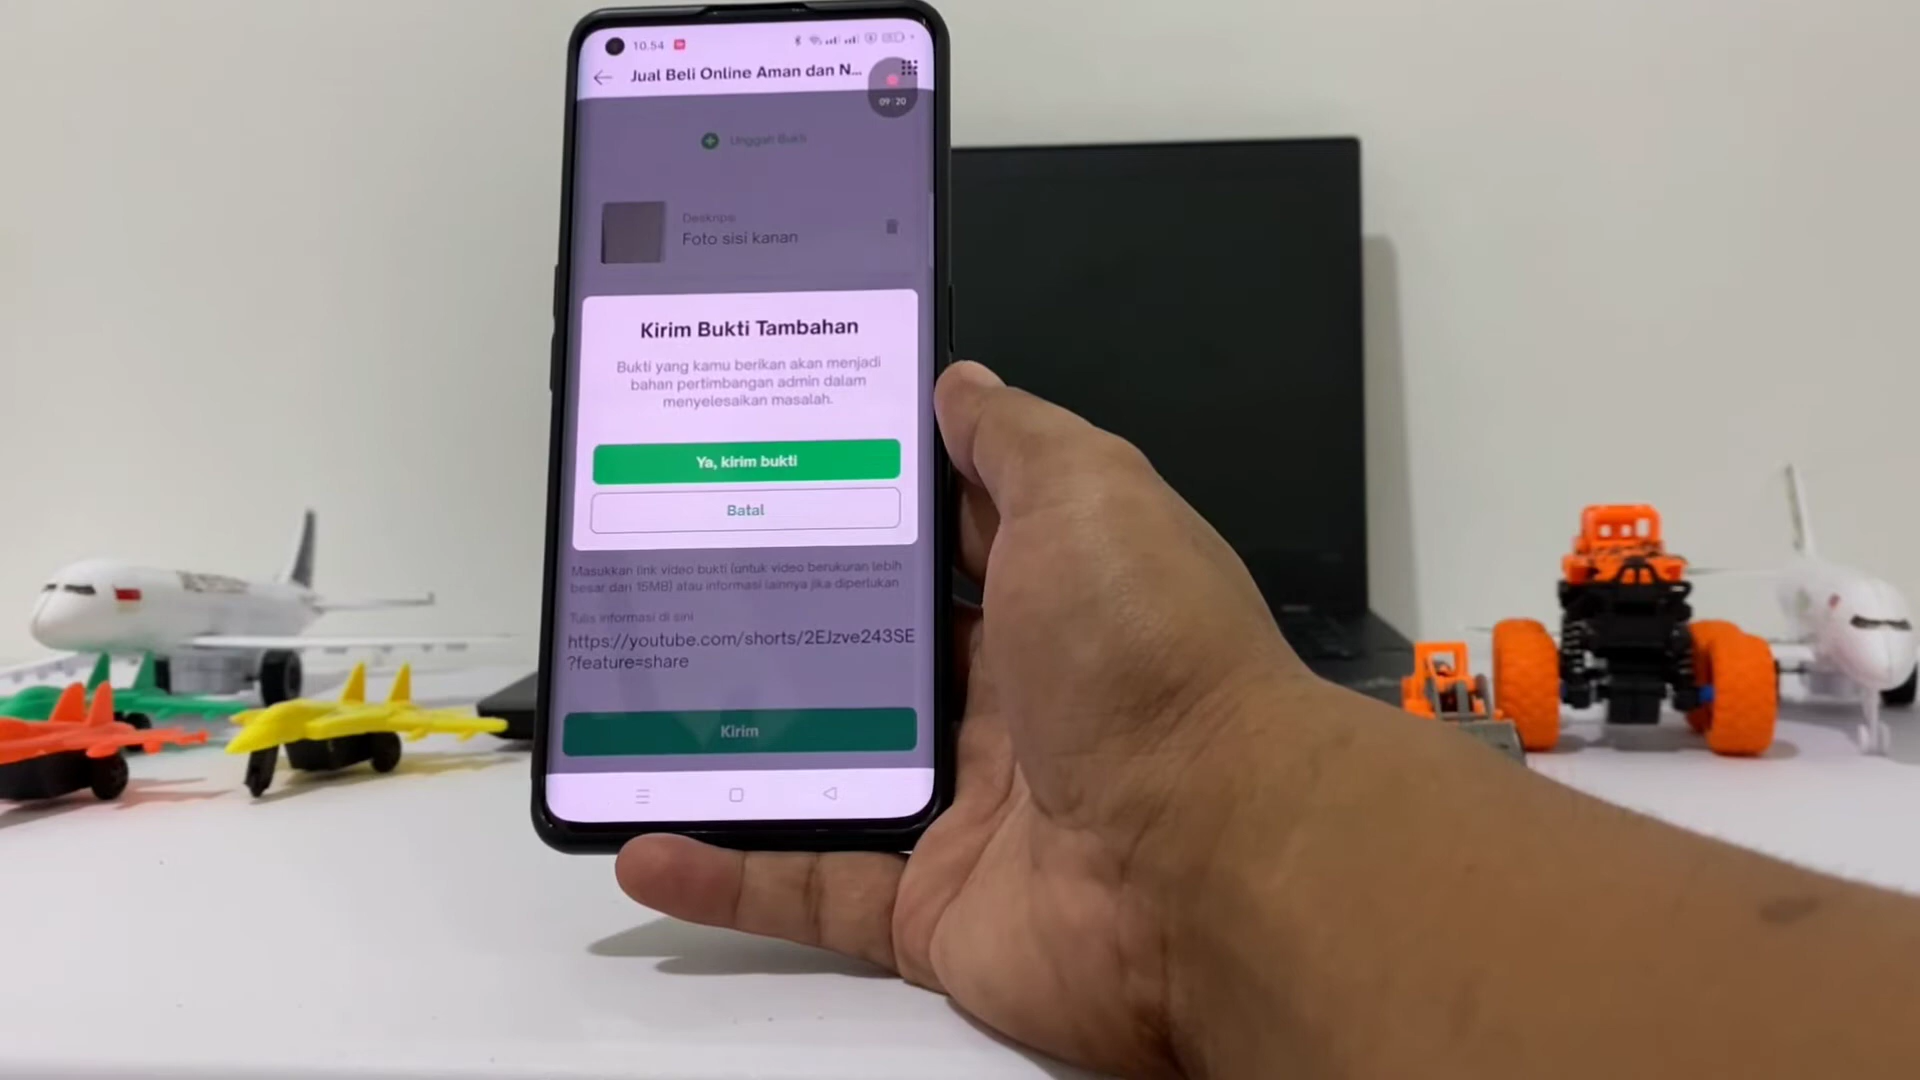 10.54
Jual Beli Online Aman dan N...
09:20
Unggah Bukti
Deskripsi
Foto sisi kanan
Kirim Bukti Tambahan
Bukti yang kamu berikan akan menjadi
bahan pertimbangan admin dalam
menyelesaikan masalah.
Ya, kirim bukti
Batal
Masukkan link video bukti (untuk video berukuran lebih
besar dari 15MB) atau informasi lainnya jika diperlukan
Tulis informasi di sini
https://youtube.com/shorts/2EJzve243SE
?feature=share
Kirim